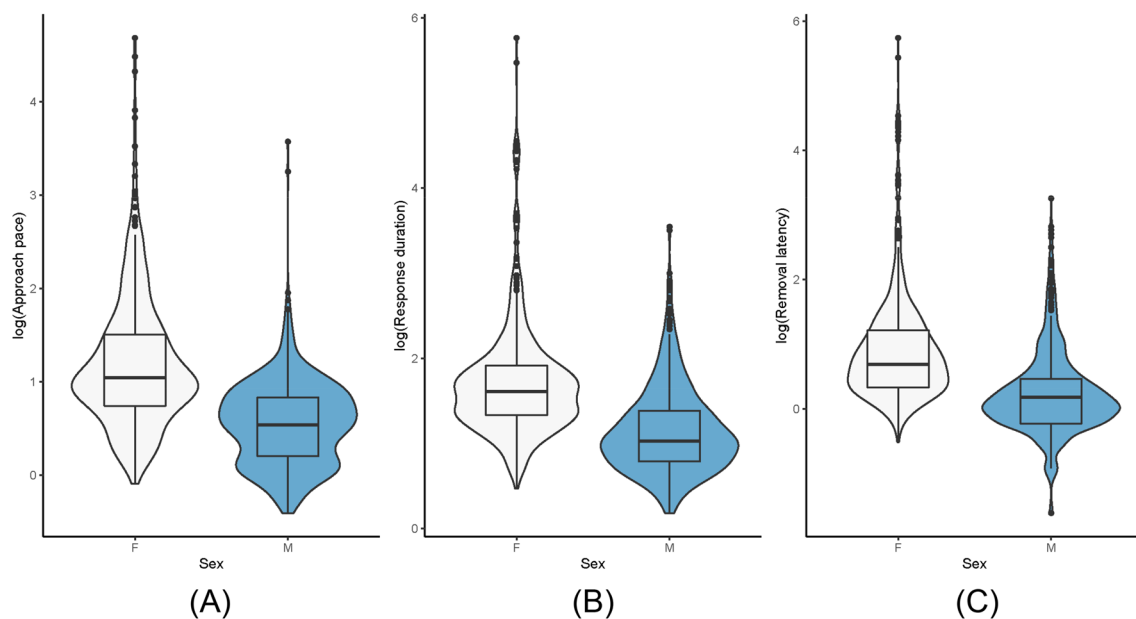 log(Approach pace)
4
3
2
1
0
F
M
Sex
(A)
log(Response duration)
6
4
2
0
F
M
Sex
(B)
log(Removal latency)
6
4
2
0
F
M
Sex
(C)